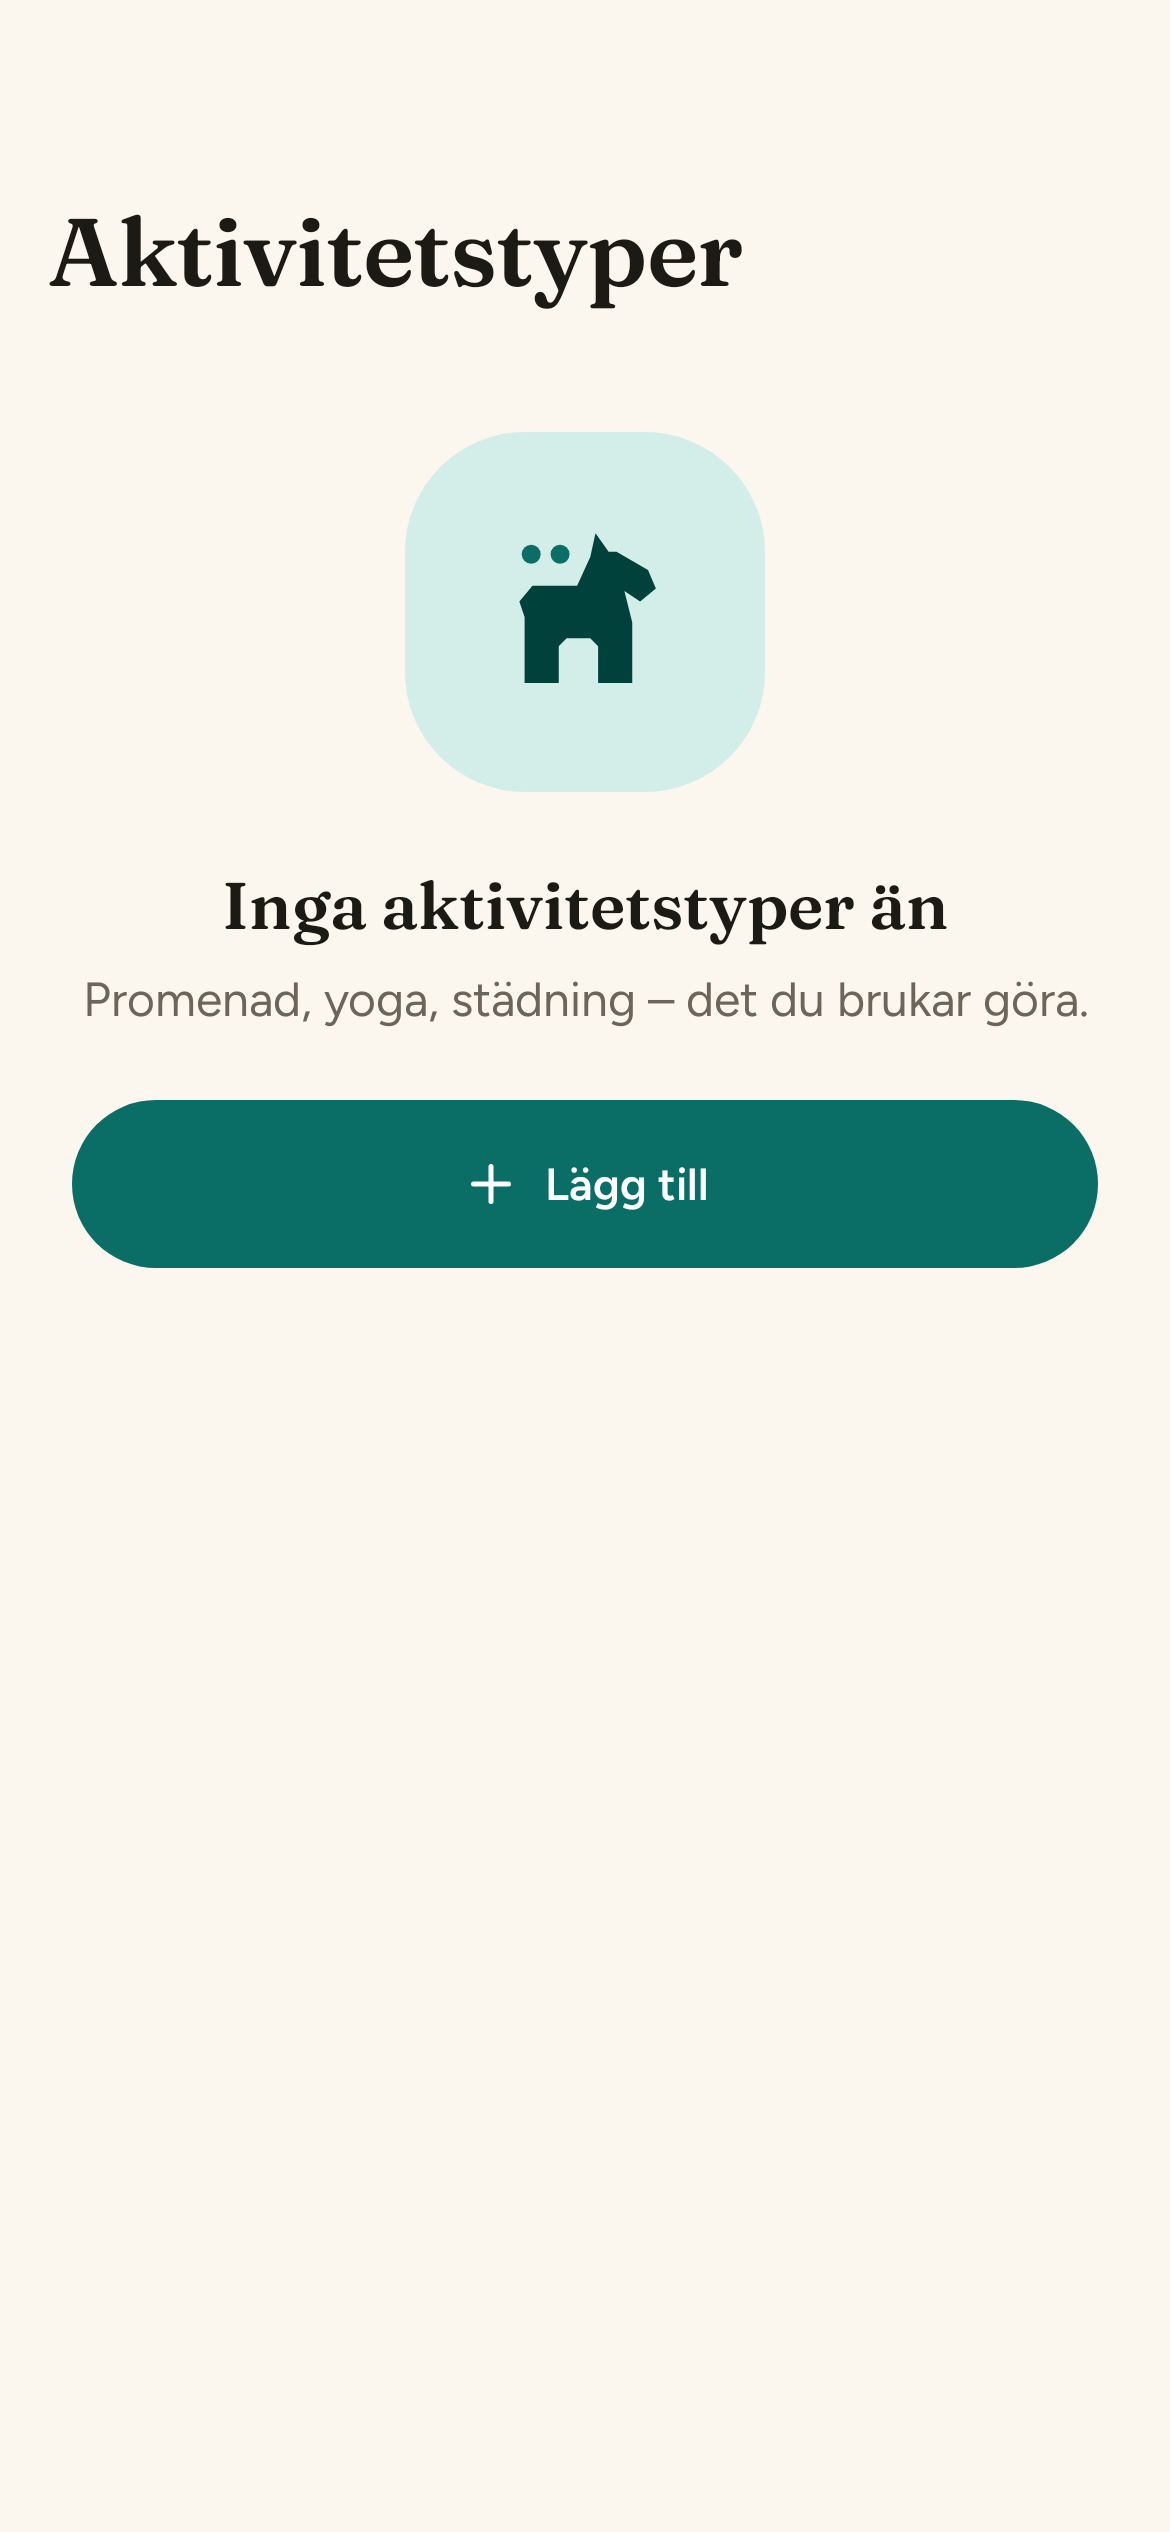 Aktivitetstyper
Inga aktivitetstyper än
Promenad, yoga, städning – det du brukar göra.
Lägg till